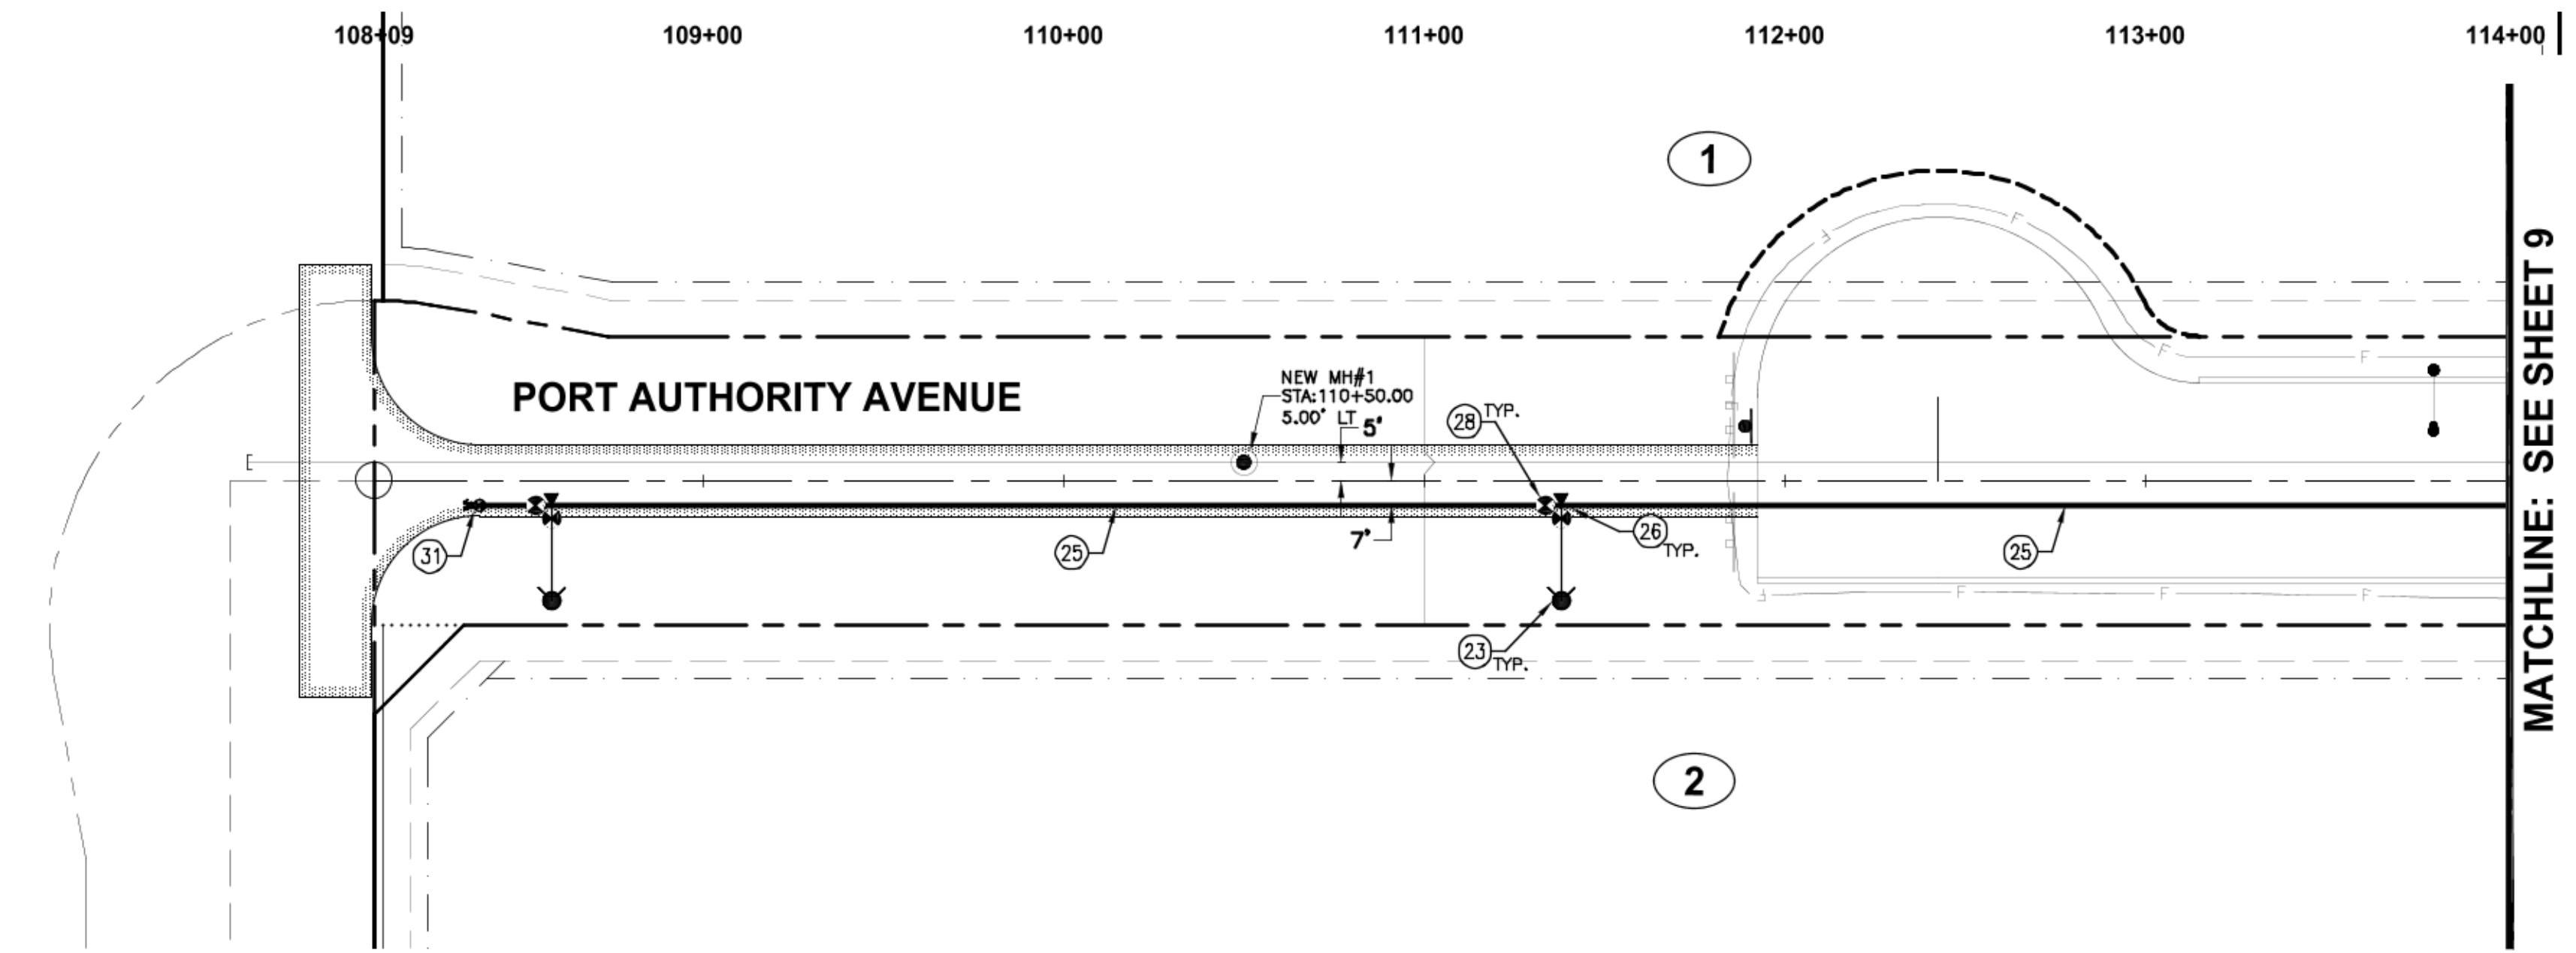 108+09 109+00 110+00 111+00 112+00 113+00 114+00
1
MATCHLINE: SEE SHEET 9
F
F
F
F
NEW MH#1
STA:110+50.00
5.00' LT
5'
PORT AUTHORITY AVENUE
28 TYP.
E
31
25
7'
26 TYP.
25
F
F
F
F
23 TYP.
2